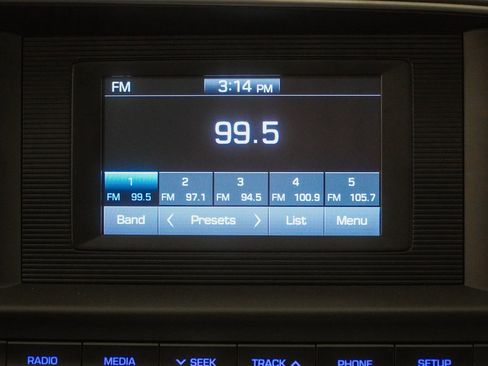 FM 3:14 PM
99.5
1 2 3 4 5
FM 99.5 FM 97.1 FM 94.5 FM 100.9 FM 105.7
Band < Presets > List Menu
RADIO MEDIA SEEK TRACK PHONE SETUP